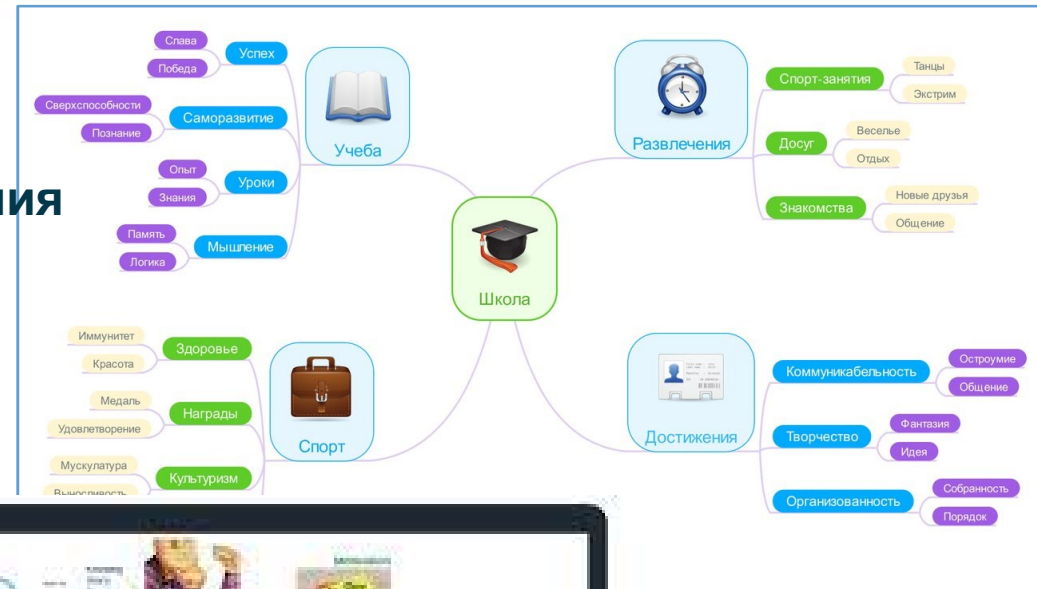 ния
Слава
Победа
Успех
Сверхспособности
Познание
Саморазвитие
Опыт
Знания
Уроки
Память
Логика
Мышление
Учеба
Развлечения
Спорт-занятия
Танцы
Экстрим
Досуг
Веселье
Отдых
Знакомства
Новые друзья
Общение
Школа
Иммунитет
Красота
Здоровье
Медаль
Удовлетворение
Награды
Мускулатура
Выносливость
Культуризм
Спорт
Достижения
Коммуникабельность
Остроумие
Общение
Творчество
Фантазия
Идея
Организованность
Собранность
Порядок